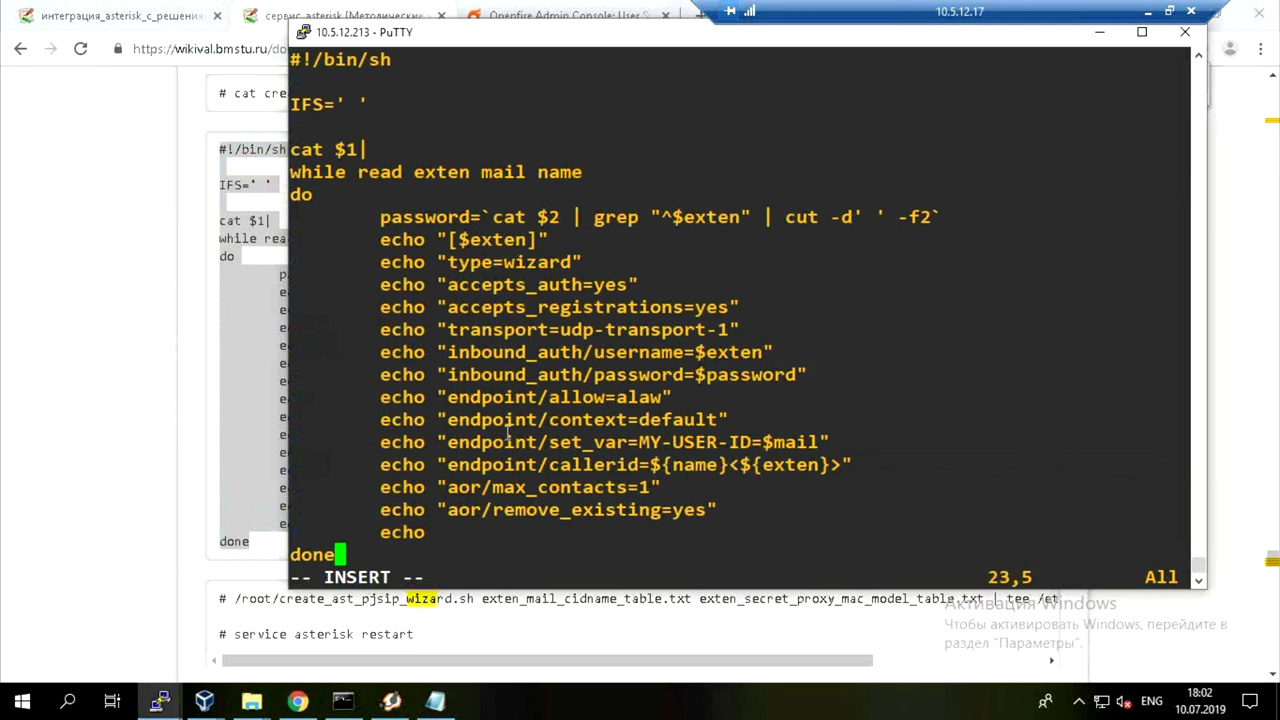 интеграция_asterisk_с_решения
сервис_asterisk [Методические
Openfire Admin Console: User S
10.5.12.17
https://wikival.bmstu.ru/do
10.5.12.213 - PuTTY
# cat cre
#!/bin/sh
IFS=' '
cat $1|
while rea
do
done
#!/bin/sh
IFS=' '
cat $1|
while read exten mail name
do
password=`cat $2 | grep "^$exten" | cut -d' ' -f2`
echo "[$exten]"
echo "type=wizard"
echo "accepts_auth=yes"
echo "accepts_registrations=yes"
echo "transport=udp-transport-1"
echo "inbound_auth/username=$exten"
echo "inbound_auth/password=$password"
echo "endpoint/allow=alaw"
echo "endpoint/context=default"
echo "endpoint/set_var=MY-USER-ID=$mail"
echo "endpoint/callerid=${name}<${exten}>"
echo "aor/max_contacts=1"
echo "aor/remove_existing=yes"
echo
done
-- INSERT -- 23,5 All
# /root/create_ast_pjsip_wizard.sh exten_mail_cidname_table.txt exten_secret_proxy_mac_model_table.txt | tee /et
# service asterisk restart
Активация Windows
Чтобы активировать Windows, перейдите в
раздел "Параметры".
ENG
18:02
10.07.2019